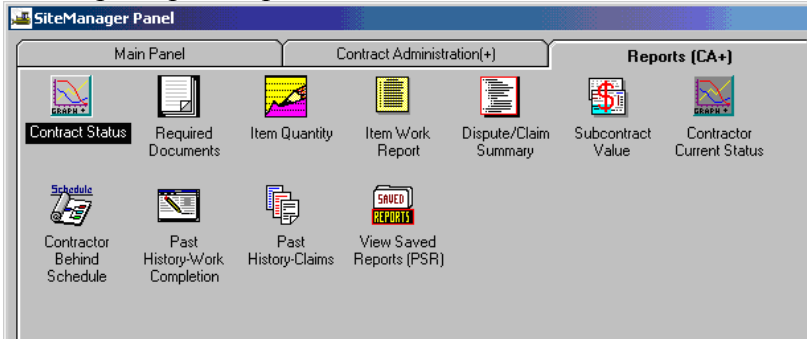 SiteManager Panel
Main Panel
Contract Administration(+)
Reports (CA+)
GRAPH +
GRAPH +
Contract Status
Required
Documents
Item Quantity
Item Work
Report
Dispute/Claim
Summary
Subcontract
Value
Contractor
Current Status
Schedule
SAVED
REPORTS
Contractor
Behind
Schedule
Past
History-Work
Completion
Past
History-Claims
View Saved
Reports (PSR)